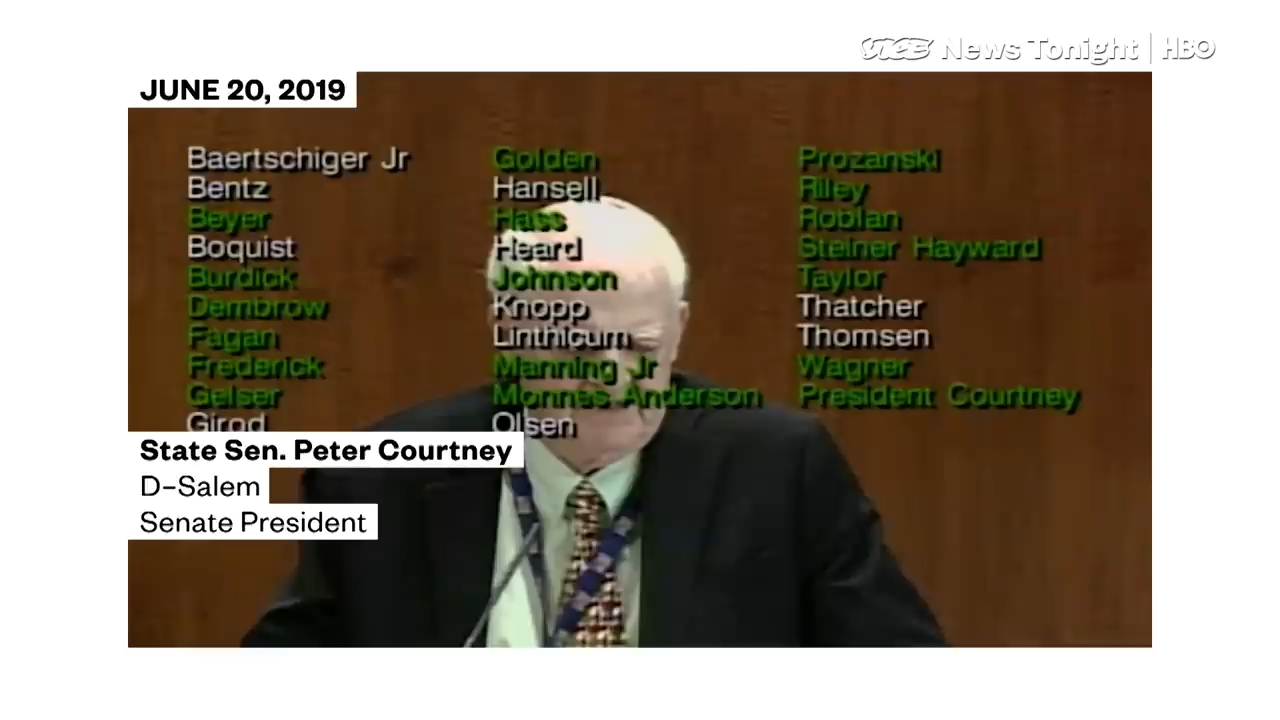 VICE News Tonight | HBO
JUNE 20, 2019
Baertschiger Jr
Bentz
Beyer
Boquist
Burdick
Dembrow
Fagan
Frederick
Gelser
Girod
Golden
Hansell
Hass
Heard
Johnson
Knopp
Linthicum
Manning Jr
Monnes Anderson
Olsen
Prozanski
Riley
Roblan
Steiner Hayward
Taylor
Thatcher
Thomsen
Wagner
President Courtney
State Sen. Peter Courtney
D–Salem
Senate President